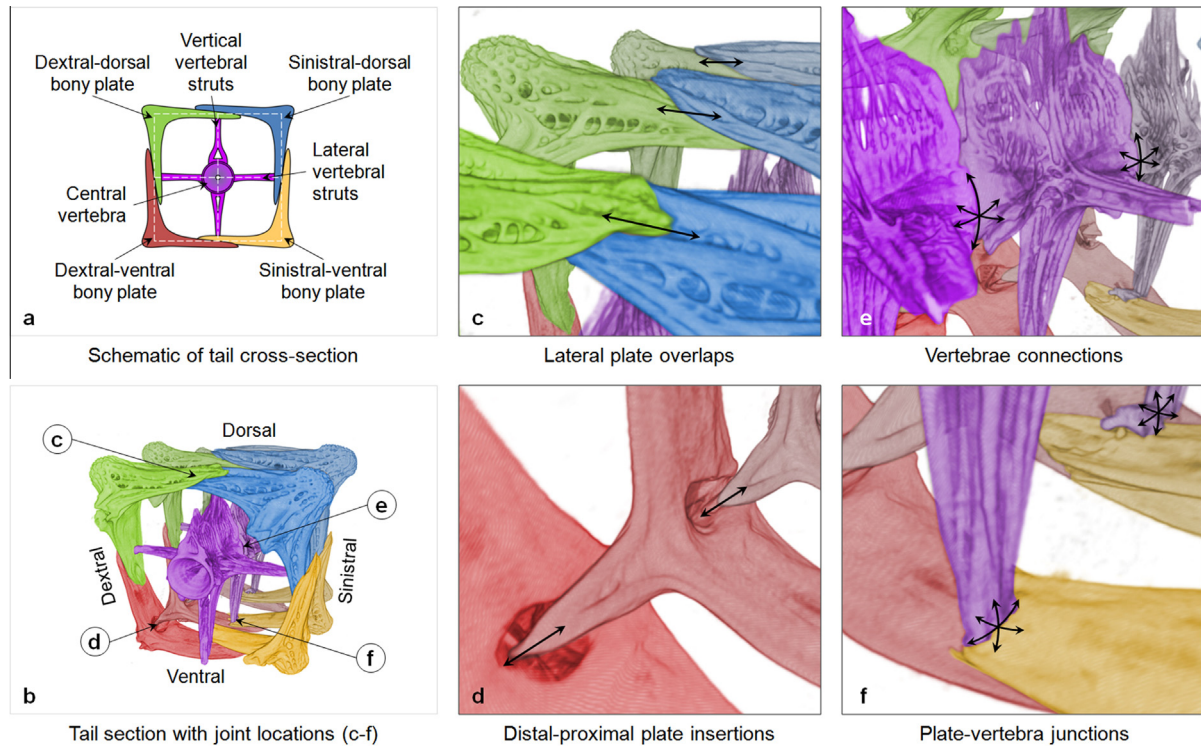 Dextral-dorsal
bony plate
Vertical
vertebral
struts
Sinistral-dorsal
bony plate
Central
vertebra
Lateral
vertebral
struts
Dextral-ventral
bony plate
Sinistral-ventral
bony plate
a
Schematic of tail cross-section
c
Lateral plate overlaps
e
Vertebrae connections
c
Dorsal
e
Dextral
Sinistral
d
f
Ventral
b
Tail section with joint locations (c-f)
d
Distal-proximal plate insertions
f
Plate-vertebra junctions